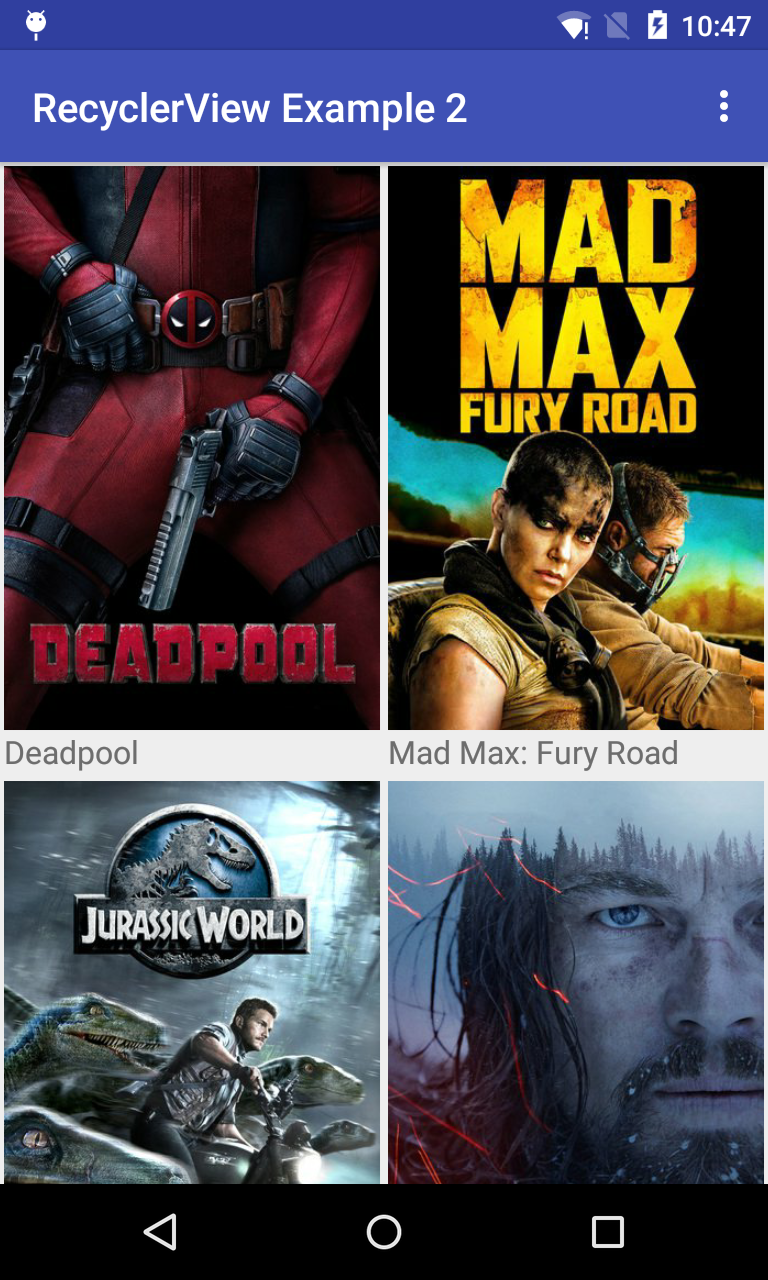 10:47
RecyclerView Example 2
MAD
MAX
FURY ROAD
DEADPOOL
Deadpool
Mad Max: Fury Road
JURASSIC WORLD